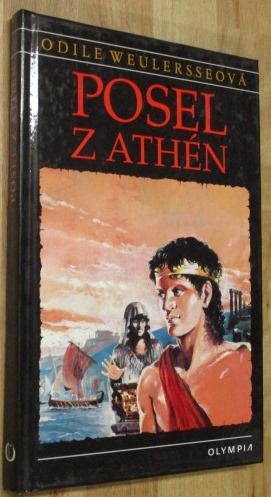 ODILE WEULERSSEOVÁ
POSEL
Z ATHÉN
OLYMPIA